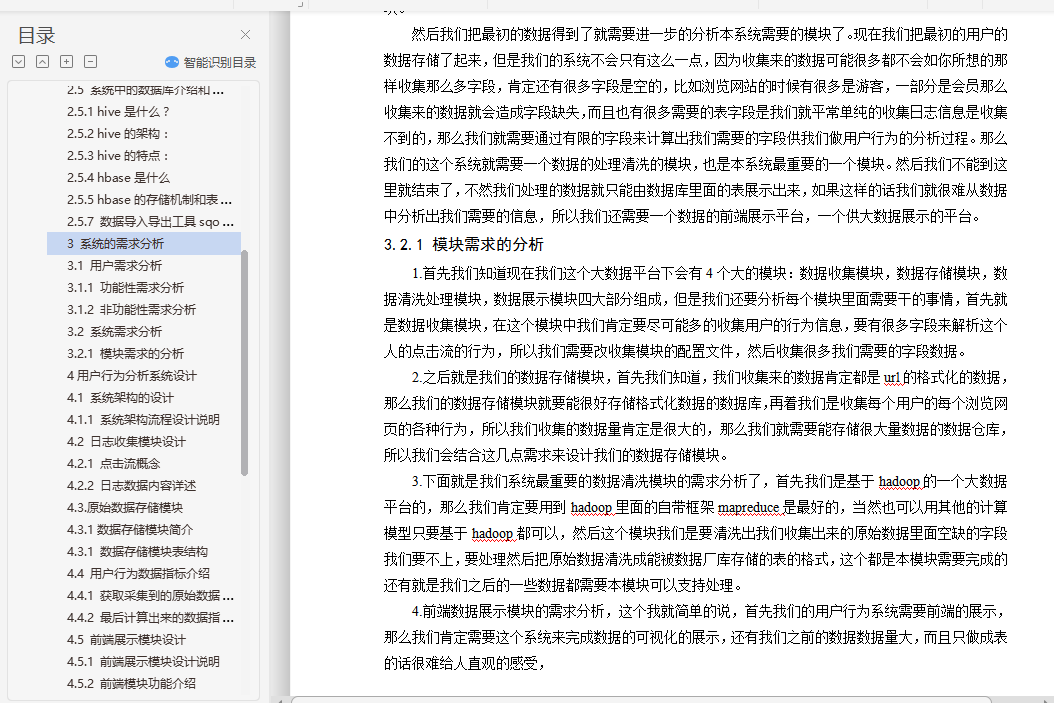 目录
智能识别目录
2.5 系统中的数据库介绍和 ...
2.5.1 hive 是什么？
2.5.2 hive 的架构：
2.5.3 hive 的特点：
2.5.4 hbase 是什么
2.5.5 hbase 的存储机制和表 ...
2.5.7 数据导入导出工具 sqo ...
3 系统的需求分析
3.1 用户需求分析
3.1.1 功能性需求分析
3.1.2 非功能性需求分析
3.2 系统需求分析
3.2.1 模块需求的分析
4 用户行为分析系统设计
4.1 系统架构的设计
4.1.1 系统架构流程设计说明
4.2 日志收集模块设计
4.2.1 点击流概念
4.2.2 日志数据内容详述
4.3.原始数据存储模块
4.3.1 数据存储模块简介
4.3.1 数据存储模块表结构
4.4 用户行为数据指标介绍
4.4.1 获取采集到的原始数据 ...
4.4.2 最后计算出来的数据指 ...
4.5 前端展示模块设计
4.5.1 前端展示模块设计说明
4.5.2 前端模块功能介绍
然后我们把最初的数据得到了就需要进一步的分析本系统需要的模块了。现在我们把最初的用户的
数据存储了起来，但是我们的系统不会只有这么一点，因为收集来的数据可能很多都不会如你所想的那
样收集那么多字段，肯定还有很多字段是空的，比如浏览网站的时候有很多是游客，一部分是会员那么
收集来的数据就会造成字段缺失，而且也有很多需要的表字段是我们就平常单纯的收集日志信息是收集
不到的，那么我们就需要通过有限的字段来计算出我们需要的字段供我们做用户行为的分析过程。那么
我们的这个系统就需要一个数据的处理清洗的模块，也是本系统最重要的一个模块。然后我们不能到这
里就结束了，不然我们处理的数据就只能由数据库里面的表展示出来，如果这样的话我们就很难从数据
中分析出我们需要的信息，所以我们还需要一个数据的前端展示平台，一个供大数据展示的平台。
3.2.1 模块需求的分析
1.首先我们知道现在我们这个大数据平台下会有 4 个大的模块：数据收集模块，数据存储模块，数
据清洗处理模块，数据展示模块四大部分组成，但是我们还要分析每个模块里面需要干的事情，首先就
是数据收集模块，在这个模块中我们肯定要尽可能多的收集用户的行为信息，要有很多字段来解析这个
人的点击流的行为，所以我们需要改收集模块的配置文件，然后收集很多我们需要的字段数据。
2.之后就是我们的数据存储模块，首先我们知道，我们收集来的数据肯定都是 url 的格式化的数据，
那么我们的数据存储模块就要能很好存储格式化数据的数据库，再着我们是收集每个用户的每个浏览网
页的各种行为，所以我们收集的数据量肯定是很大的，那么我们就需要能存储很大量数据的数据仓库，
所以我们会结合这几点需求来设计我们的数据存储模块。
3.下面就是我们系统最重要的数据清洗模块的需求分析了，首先我们是基于 hadoop 的一个大数据
平台的，那么我们肯定要用到 hadoop 里面的自带框架 mapreduce 是最好的，当然也可以用其他的计算
模型只要基于 hadoop 都可以，然后这个模块我们是要清洗出我们收集出来的原始数据里面空缺的字段
我们要不上，要处理然后把原始数据清洗成能被数据厂库存储的表的格式，这个都是本模块需要完成的
还有就是我们之后的一些数据都需要本模块可以支持处理。
4.前端数据展示模块的需求分析，这个我就简单的说，首先我们的用户行为系统需要前端的展示，
那么我们肯定需要这个系统来完成数据的可视化的展示，还有我们之前的数据数据量大，而且只做成表
的话很难给人直观的感受，